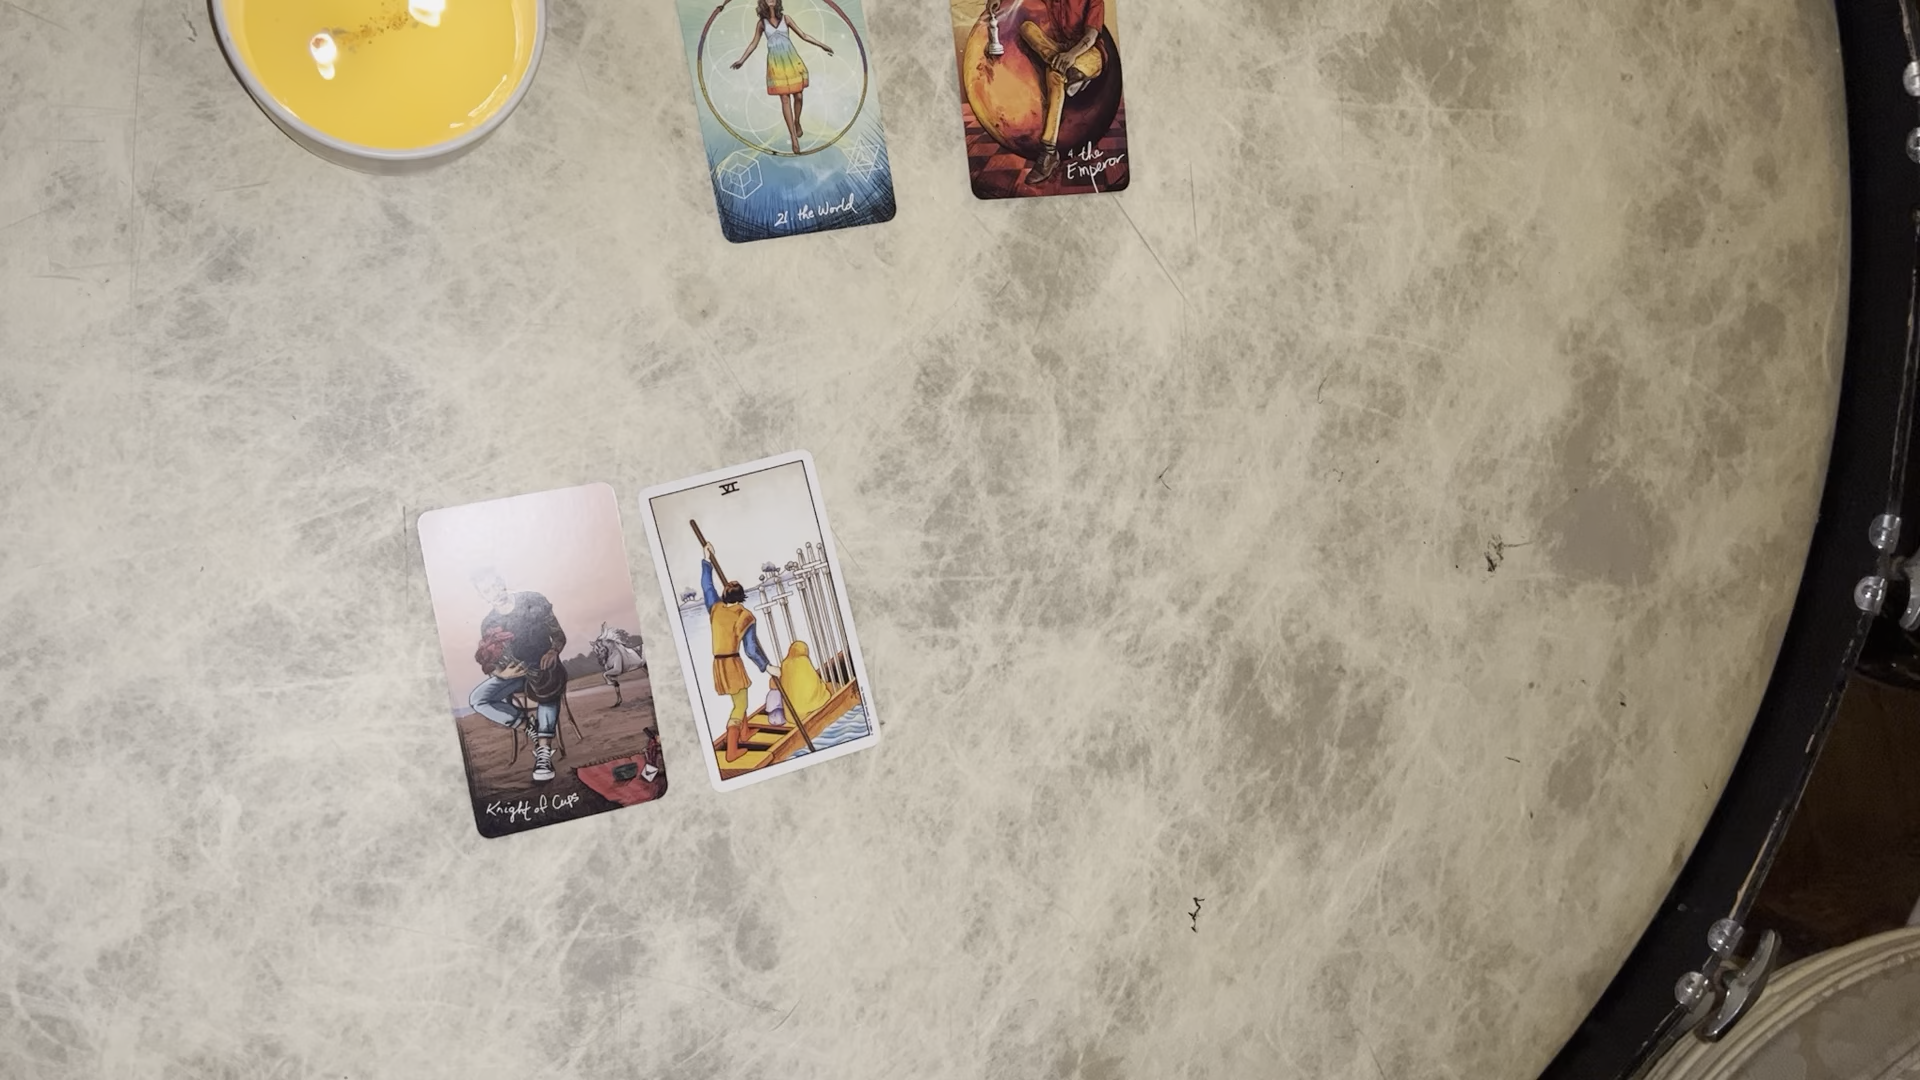 21. the World
4. the
Emperor
VI
Knight of Cups